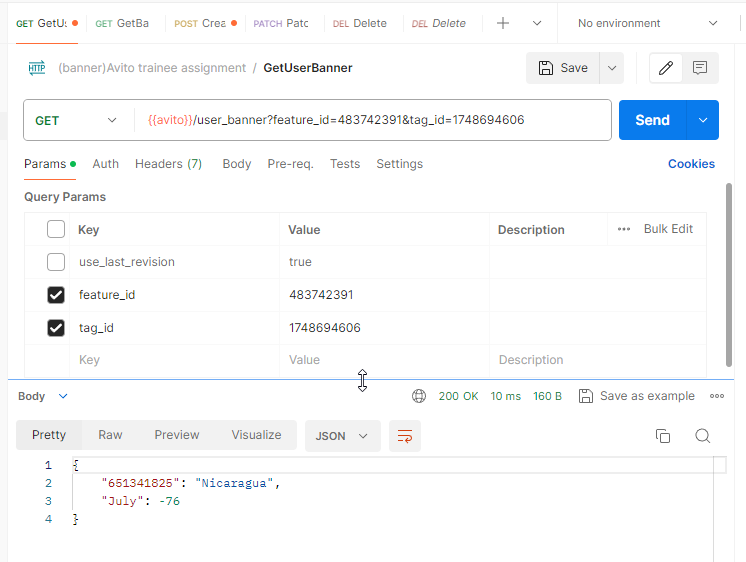 GET GetUs GET GetBa POST Crea PATCH Patc DEL Delete DEL Delete No environment
HTTP (banner)Avito trainee assignment / GetUserBanner Save
GET {{avito}}/user_banner?feature_id=483742391&tag_id=1748694606 Send
Params Auth Headers (7) Body Pre-req. Tests Settings Cookies
Query Params
Key Value Description Bulk Edit
use_last_revision true
feature_id 483742391
tag_id 1748694606
Key Value Description
Body 200 OK 10 ms 160 B Save as example
Pretty Raw Preview Visualize JSON
1 {
2 "651341825": "Nicaragua",
3 "July": -76
4 }